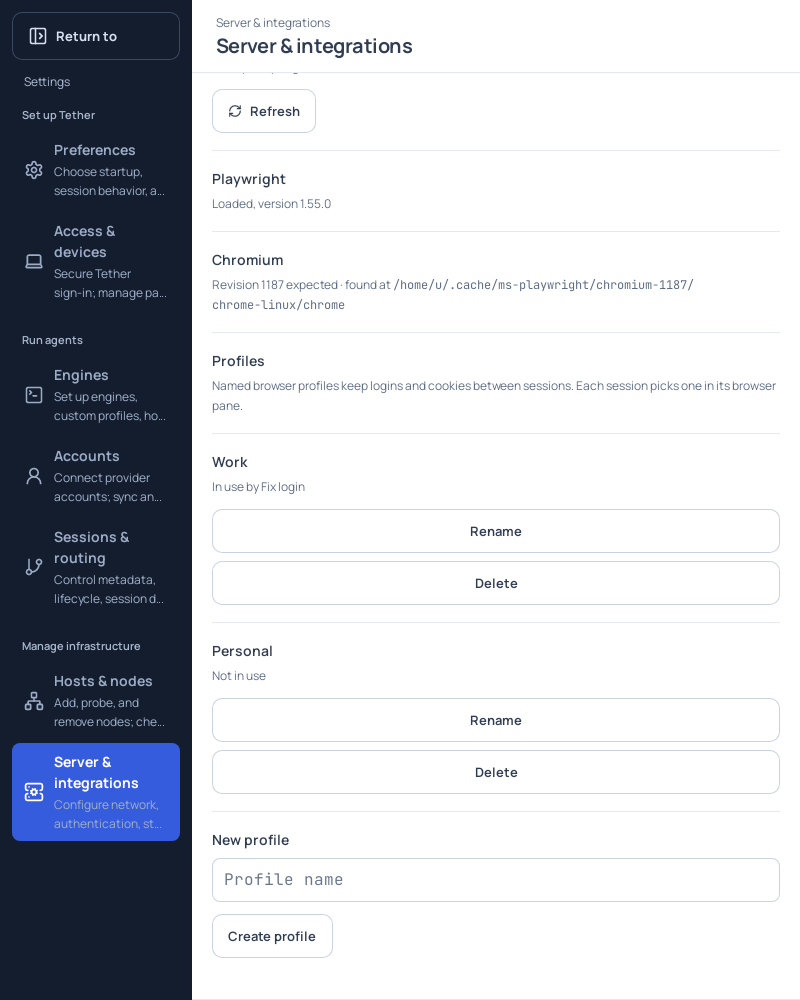 Return to
Settings
Set up Tether
Preferences
Choose startup,
session behavior, a...
Access &
devices
Secure Tether
sign-in; manage pa...
Run agents
Engines
Set up engines,
custom profiles, ho...
Accounts
Connect provider
accounts; sync an...
Sessions &
routing
Control metadata,
lifecycle, session d...
Manage infrastructure
Hosts & nodes
Add, probe, and
remove nodes; che...
Server &
integrations
Configure network,
authentication, st...
Server & integrations
Server & integrations
Refresh
Playwright
Loaded, version 1.55.0
Chromium
Revision 1187 expected · found at /home/u/.cache/ms-playwright/chromium-1187/
chrome-linux/chrome
Profiles
Named browser profiles keep logins and cookies between sessions. Each session picks one in its browser
pane.
Work
In use by Fix login
Rename
Delete
Personal
Not in use
Rename
Delete
New profile
Profile name
Create profile